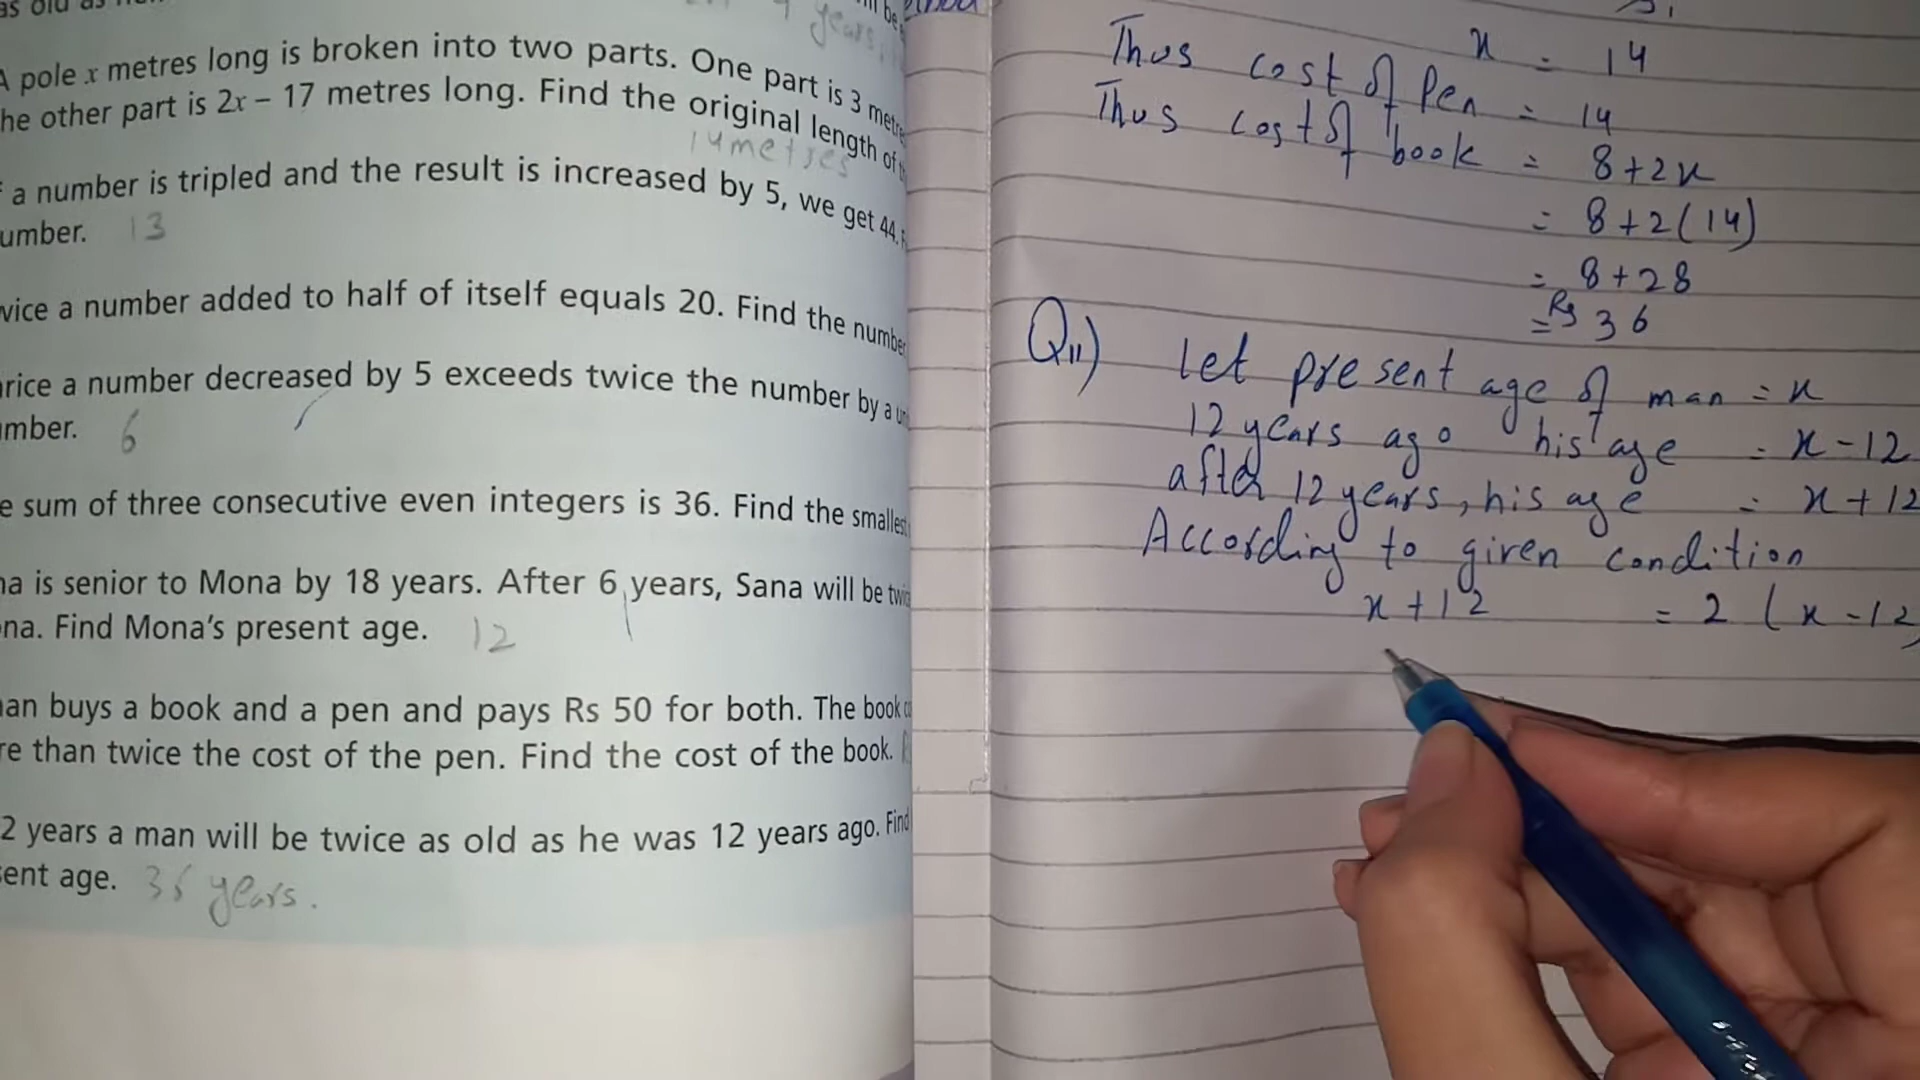 as old as
years,
A pole x metres long is broken into two parts. One part is 3 metre
he other part is 2x – 17 metres long. Find the original length of
14 metres
a number is tripled and the result is increased by 5, we get 44.
umber. 13
wice a number added to half of itself equals 20. Find the number
rice a number decreased by 5 exceeds twice the number by a
mber. 6
e sum of three consecutive even integers is 36. Find the smallest
na is senior to Mona by 18 years. After 6 years, Sana will be
na. Find Mona's present age. 12
an buys a book and a pen and pays Rs 50 for both. The book
re than twice the cost of the pen. Find the cost of the book.
2 years a man will be twice as old as he was 12 years ago. Find
sent age. 36 years.
x = 14
Thus cost of Pen = 14
Thus cost of book = 8+2x
= 8+2(14)
= 8+28
= Rs 36
Q11) Let present age of man = x
12 years ago his age = x-12
after 12 years, his age = x+12
According to given condition
x+12 = 2(x-12)